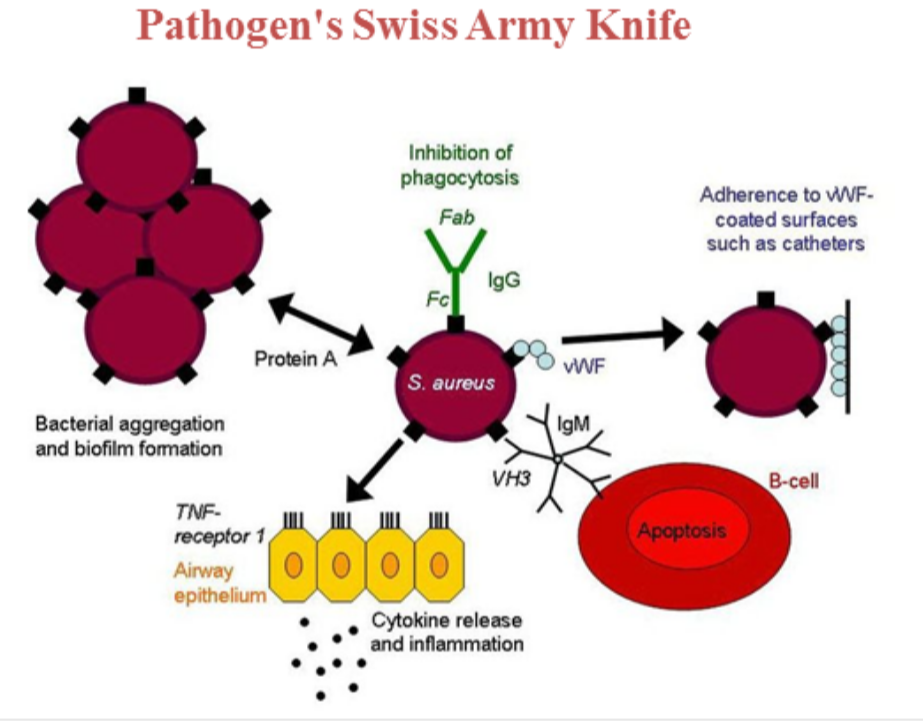 Pathogen's Swiss Army Knife
Inhibition of
phagocytosis
Fab
IgG
Fc
Adherence to vWF-
coated surfaces
such as catheters
Protein A
S. aureus
vWF
Bacterial aggregation
and biofilm formation
IgM
VH3
B-cell
Apoptosis
TNF-
receptor 1
Airway
epithelium
Cytokine release
and inflammation